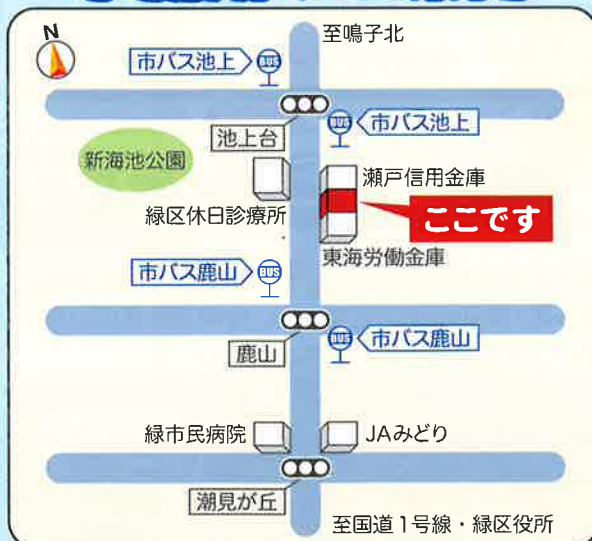 N
至鳴子北
市バス池上
BUS
池上台
BUS
市バス池上
新海池公園
瀬戸信用金庫
緑区休日診療所
ここです
東海労働金庫
市バス鹿山
BUS
鹿山
BUS
市バス鹿山
緑市民病院
JAみどり
潮見が丘
至国道1号線・緑区役所